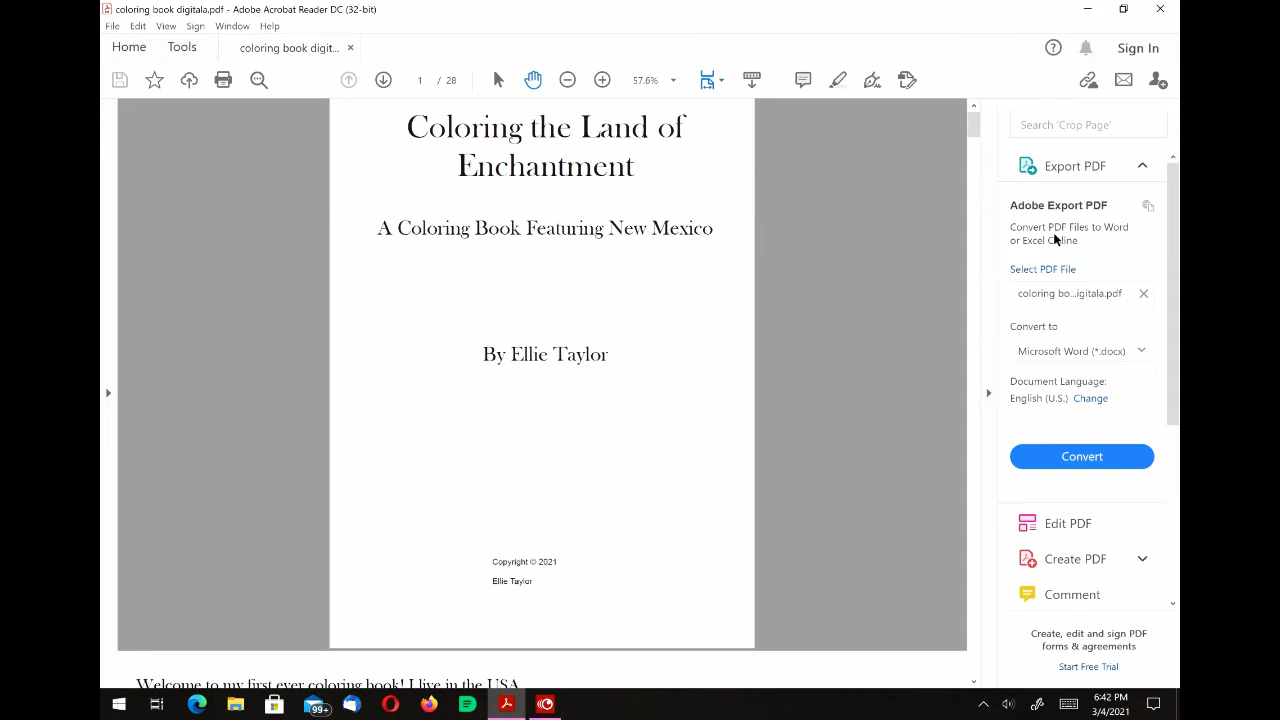 coloring book digitala.pdf - Adobe Acrobat Reader DC (32-bit)
File Edit View Sign Window Help
Home Tools coloring book digit... × Sign In
1 / 28 57.6%
Coloring the Land of
Enchantment
A Coloring Book Featuring New Mexico
By Ellie Taylor
Copyright © 2021
Ellie Taylor
Welcome to my first ever coloring book! I live in the USA
Search 'Crop Page'
Export PDF
Adobe Export PDF
Convert PDF Files to Word
or Excel Online
Select PDF File
coloring bo...igitala.pdf
Convert to
Microsoft Word (*.docx)
Document Language:
English (U.S.) Change
Convert
Edit PDF
Create PDF
Comment
Create, edit and sign PDF
forms & agreements
Start Free Trial
99+
6:42 PM
3/4/2021